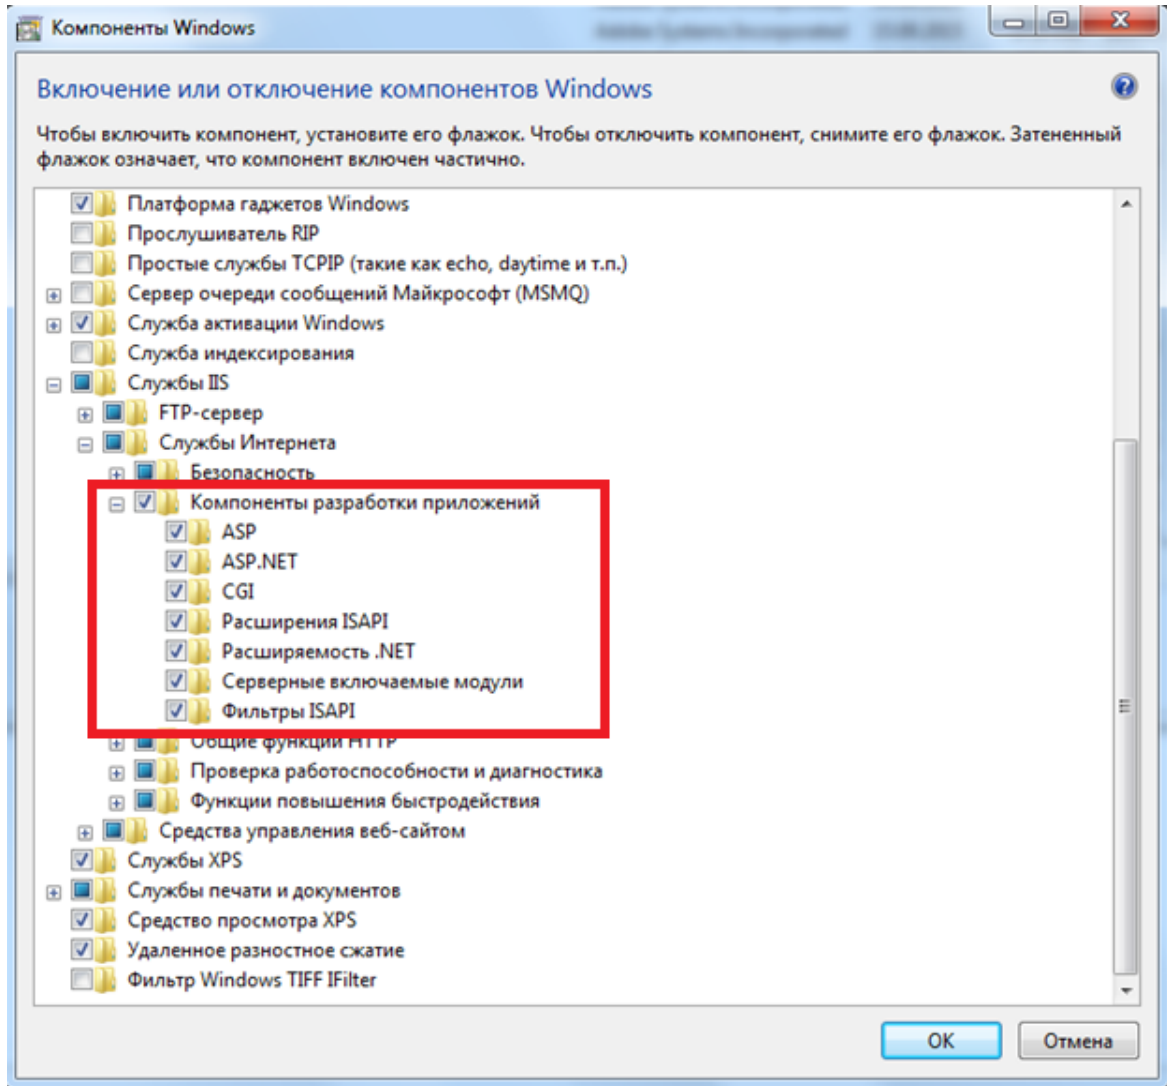 Компоненты Windows
Включение или отключение компонентов Windows
Чтобы включить компонент, установите его флажок. Чтобы отключить компонент, снимите его флажок. Затененный
флажок означает, что компонент включен частично.
Платформа гаджетов Windows
Прослушиватель RIP
Простые службы TCPIP (такие как echo, daytime и т.п.)
Сервер очереди сообщений Майкрософт (MSMQ)
Служба активации Windows
Служба индексирования
Службы IIS
FTP-сервер
Службы Интернета
Безопасность
Компоненты разработки приложений
ASP
ASP.NET
CGI
Расширения ISAPI
Расширяемость .NET
Серверные включаемые модули
Фильтры ISAPI
Общие функции HTTP
Проверка работоспособности и диагностика
Функции повышения быстродействия
Средства управления веб-сайтом
Службы XPS
Службы печати и документов
Средство просмотра XPS
Удаленное разностное сжатие
Фильтр Windows TIFF IFilter
OK
Отмена